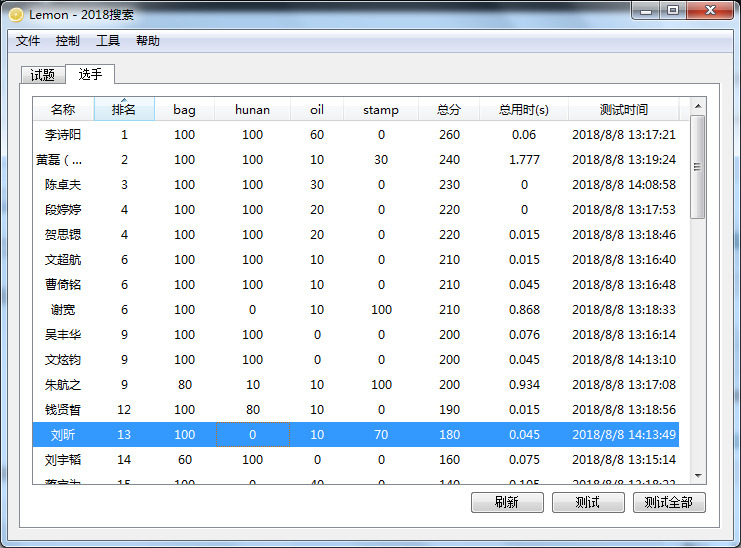 Lemon - 2018搜索
文件 控制 工具 帮助
试题 选手
名称 排名 bag hunan oil stamp 总分 总用时(s) 测试时间
李诗阳 1 100 100 60 0 260 0.06 2018/8/8 13:17:21
黄磊（... 2 100 100 10 30 240 1.777 2018/8/8 13:19:24
陈卓夫 3 100 100 30 0 230 0 2018/8/8 14:08:58
段婷婷 4 100 100 20 0 220 0 2018/8/8 13:17:53
贺思锶 4 100 100 20 0 220 0.015 2018/8/8 13:18:46
文超航 6 100 100 10 0 210 0.015 2018/8/8 13:16:40
曹倚铭 6 100 100 10 0 210 0.045 2018/8/8 13:16:48
谢宽 6 100 0 10 100 210 0.868 2018/8/8 13:18:33
吴丰华 9 100 100 0 0 200 0.076 2018/8/8 13:16:14
文炫钧 9 100 100 0 0 200 0.045 2018/8/8 14:13:10
朱航之 9 80 10 10 100 200 0.934 2018/8/8 13:17:08
钱贤晢 12 100 80 10 0 190 0.015 2018/8/8 13:18:56
刘昕 13 100 0 10 70 180 0.045 2018/8/8 14:13:49
刘宇韬 14 60 100 0 0 160 0.075 2018/8/8 13:15:14
15 100 0 40 0 140 0.105
刷新 测试 测试全部